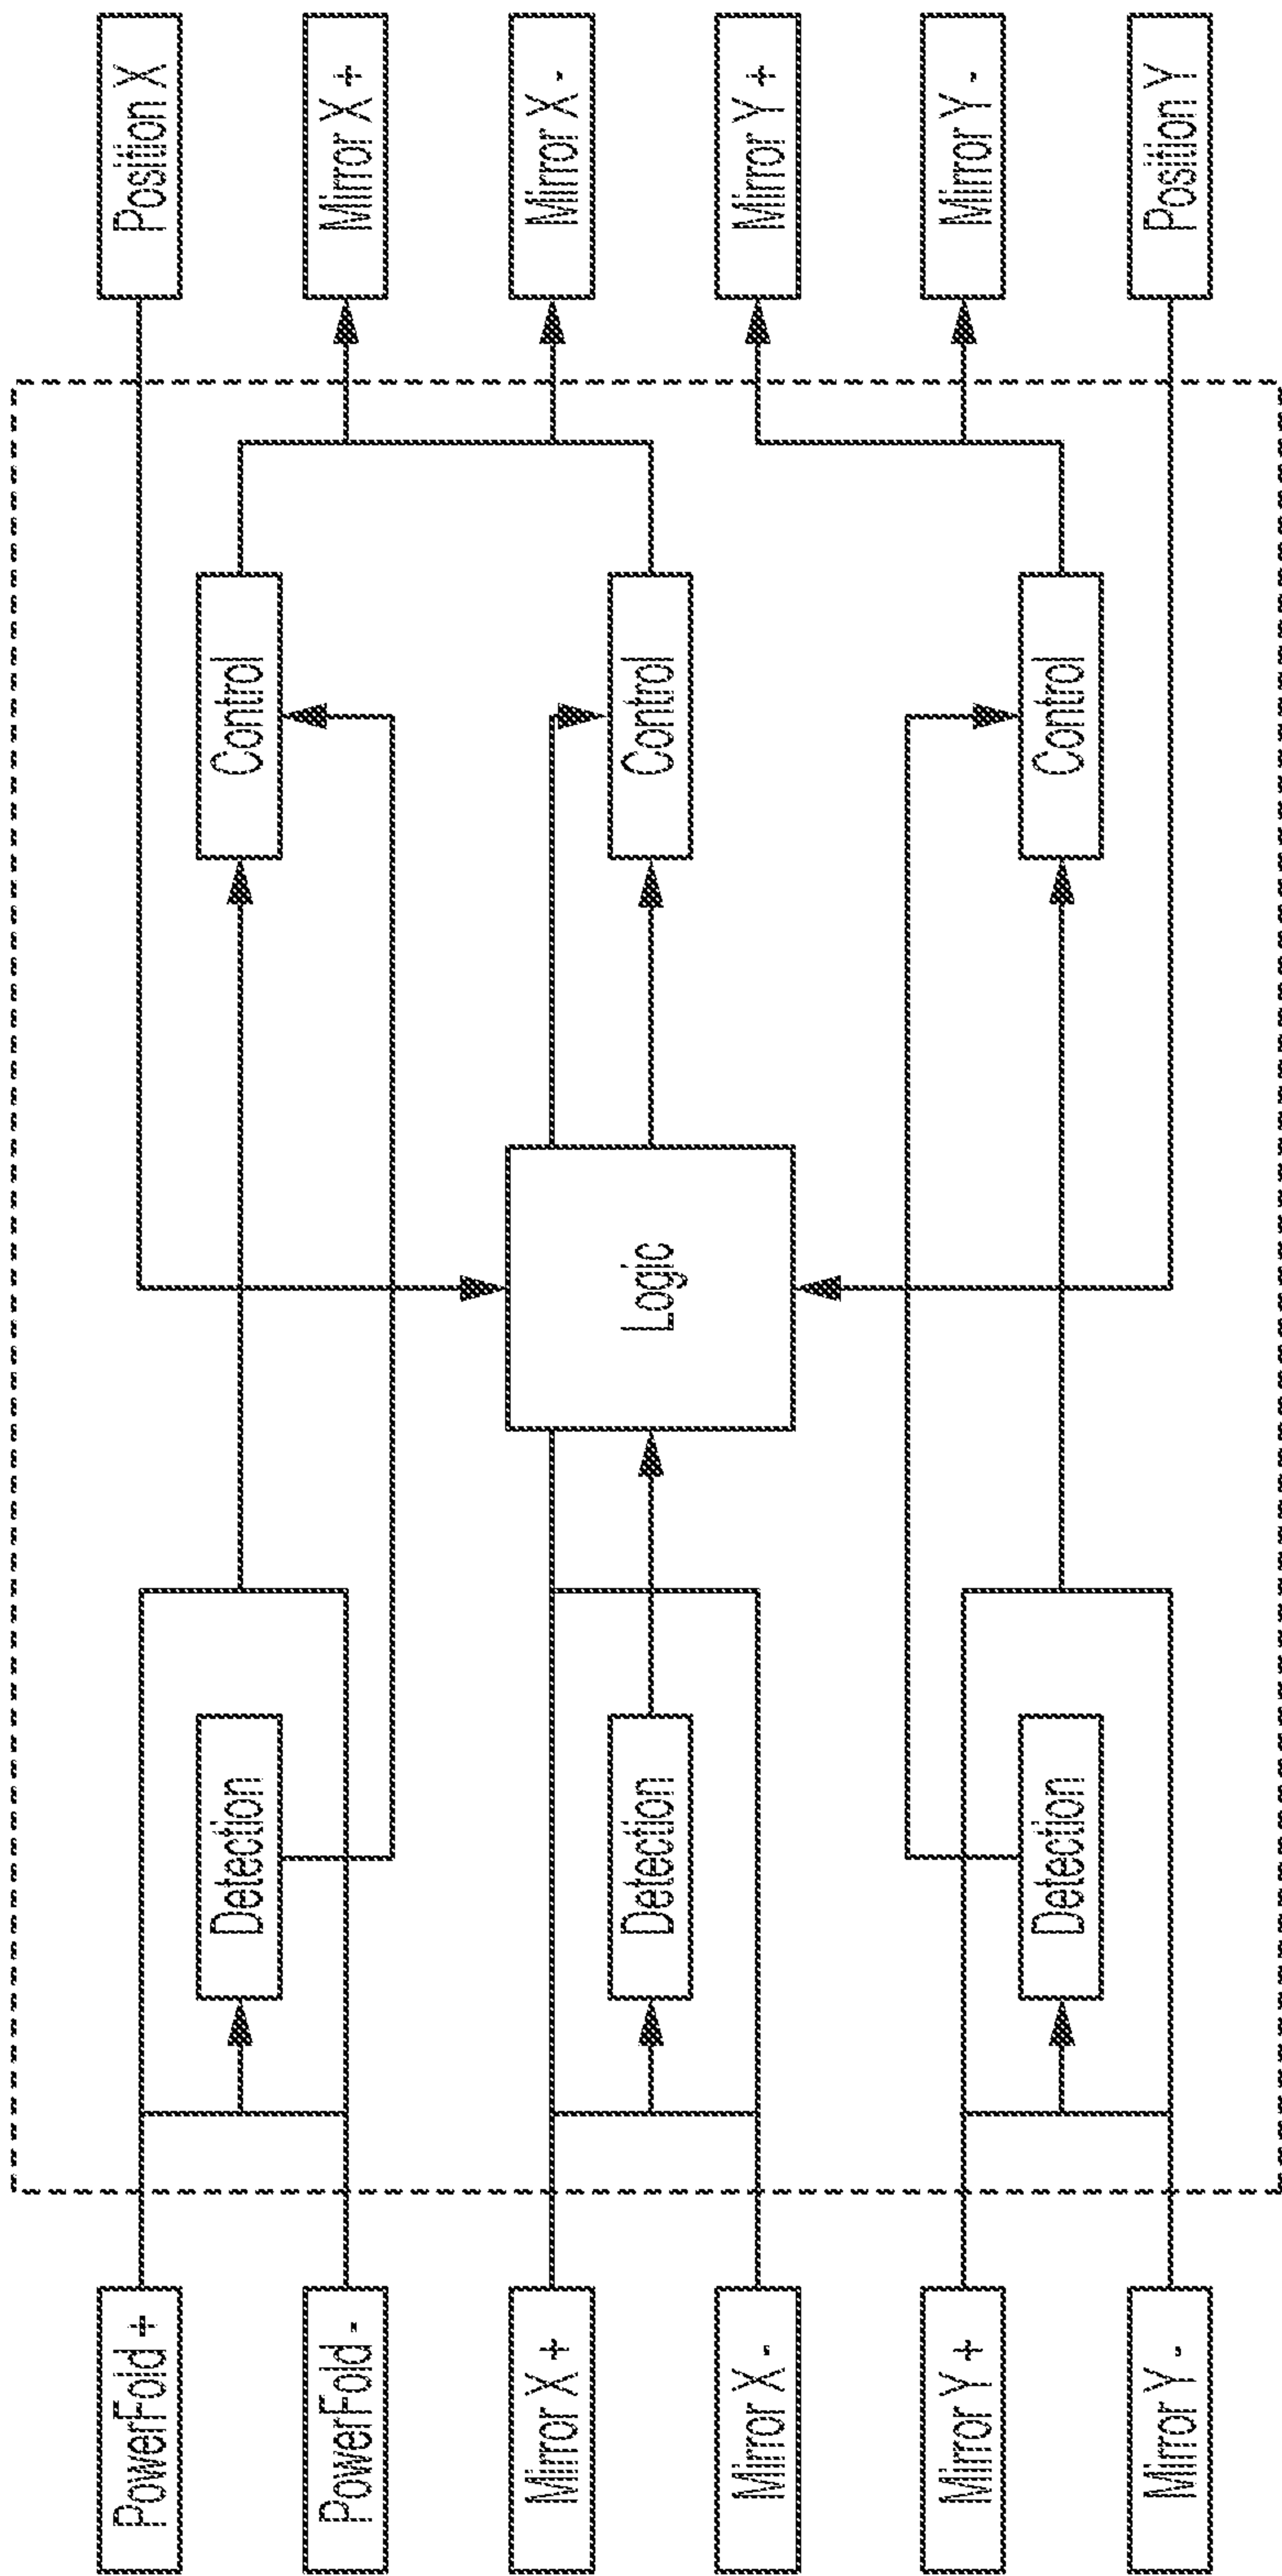 PowerFold +
PowerFold -
Mirror X +
Mirror X -
Mirror Y +
Mirror Y -
Detection
Detection
Detection
Logic
Control
Control
Control
Position X
Mirror X +
Mirror X -
Mirror Y +
Mirror Y -
Position Y